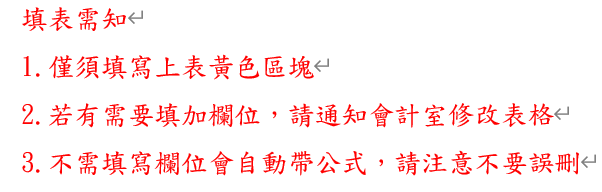 填表需知
1.僅須填寫上表黃色區塊
2.若有需要填加欄位，請通知會計室修改表格
3.不需填寫欄位會自動帶公式，請注意不要誤刪